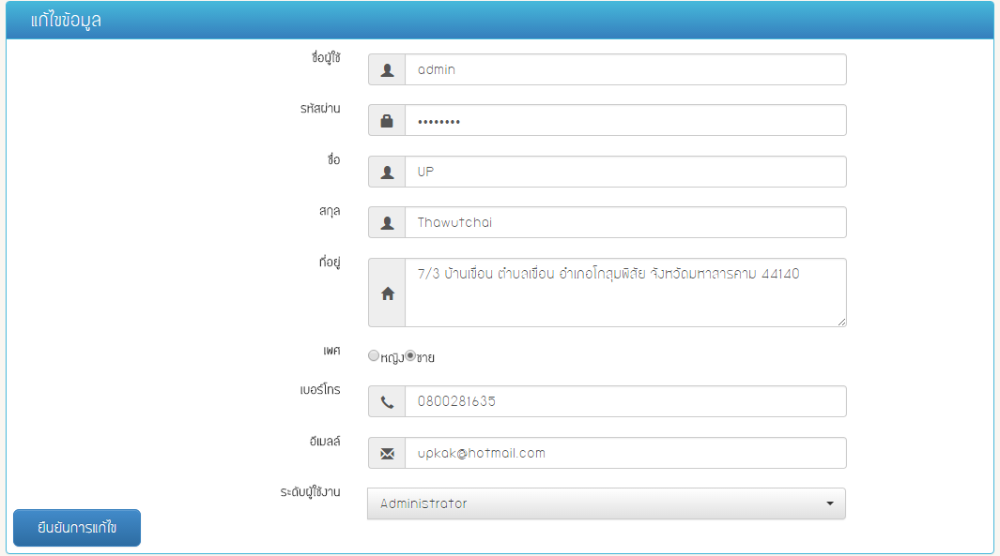 แก้ไขข้อมูล
ชื่อผู้ใช้
admin
รหัสผ่าน
••••••••
ชื่อ
UP
สกุล
Thawutchai
ที่อยู่
7/3 บ้านเขื่อน ตำบลเขื่อน อำเภอโกสุมพิสัย จังหวัดมหาสารคาม 44140
เพศ
หญิง ชาย
เบอร์โทร
0800281635
อีเมลล์
upkak@hotmail.com
ระดับผู้ใช้งาน
Administrator
ยืนยันการแก้ไข